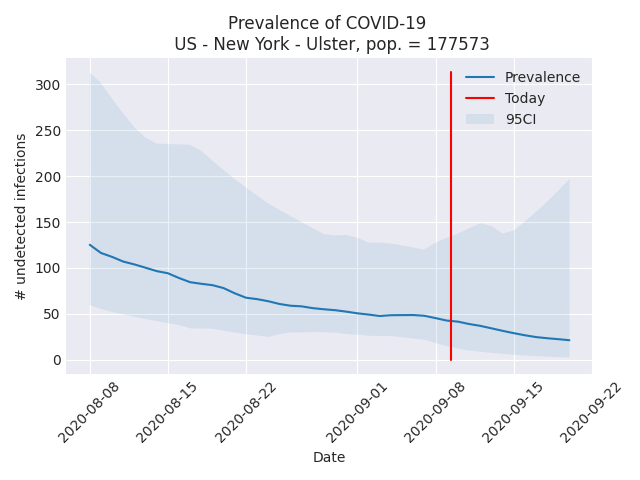 Prevalence of COVID-19
US - New York - Ulster, pop. = 177573
Prevalence
Today
95CI
300
250
200
150
100
50
0
# undetected infections
2020-08-08
2020-08-15
2020-08-22
2020-09-01
2020-09-08
2020-09-15
2020-09-22
Date